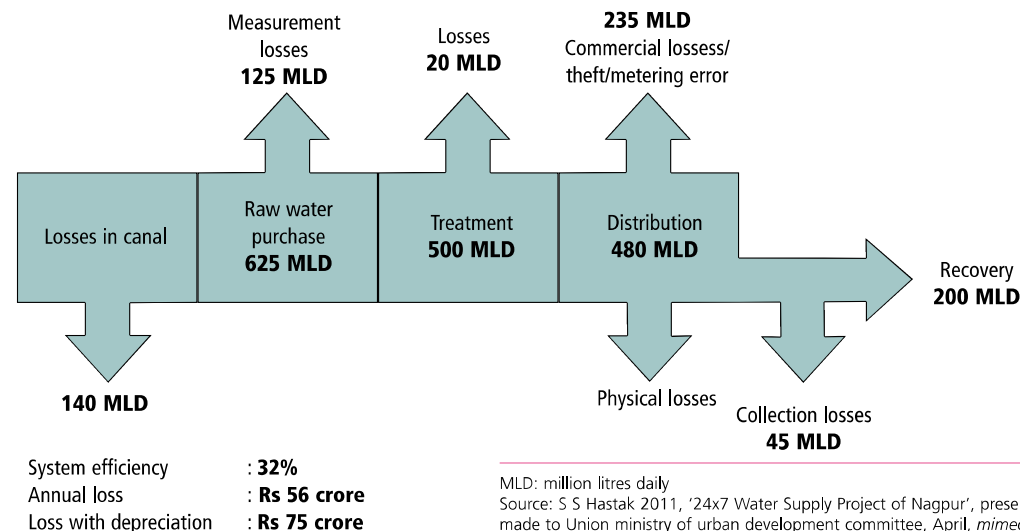 Measurement
losses
125 MLD
Losses
20 MLD
235 MLD
Commercial lossess/
theft/metering error
Losses in canal
Raw water
purchase
625 MLD
Treatment
500 MLD
Distribution
480 MLD
Recovery
200 MLD
140 MLD
Physical losses
Collection losses
45 MLD
System efficiency : 32%
Annual loss : Rs 56 crore
Loss with depreciation : Rs 75 crore
MLD: million litres daily
Source: S S Hastak 2011, '24x7 Water Supply Project of Nagpur', prese
made to Union ministry of urban development committee, April, mimeo